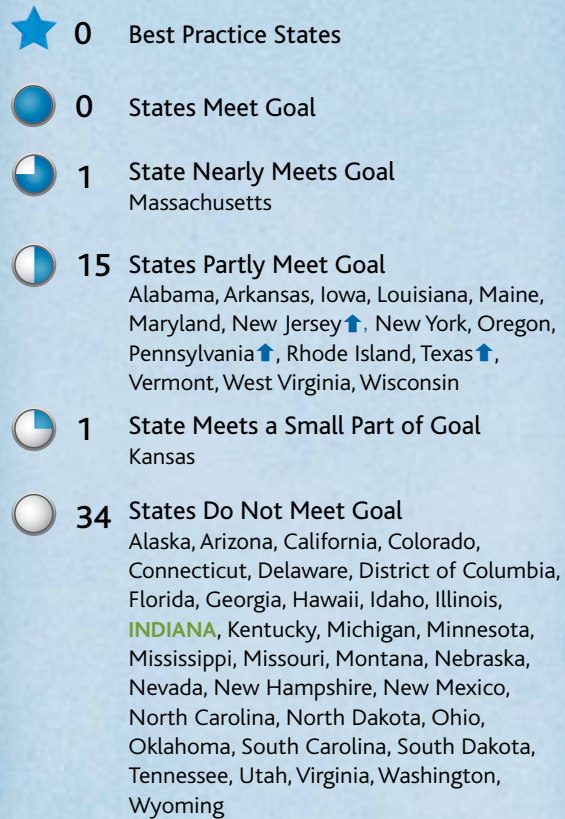 0 Best Practice States
0 States Meet Goal
1 State Nearly Meets Goal
Massachusetts
15 States Partly Meet Goal
Alabama, Arkansas, Iowa, Louisiana, Maine,
Maryland, New Jersey⬆, New York, Oregon,
Pennsylvania⬆, Rhode Island, Texas⬆,
Vermont, West Virginia, Wisconsin
1 State Meets a Small Part of Goal
Kansas
34 States Do Not Meet Goal
Alaska, Arizona, California, Colorado,
Connecticut, Delaware, District of Columbia,
Florida, Georgia, Hawaii, Idaho, Illinois,
INDIANA, Kentucky, Michigan, Minnesota,
Mississippi, Missouri, Montana, Nebraska,
Nevada, New Hampshire, New Mexico,
North Carolina, North Dakota, Ohio,
Oklahoma, South Carolina, South Dakota,
Tennessee, Utah, Virginia, Washington,
Wyoming